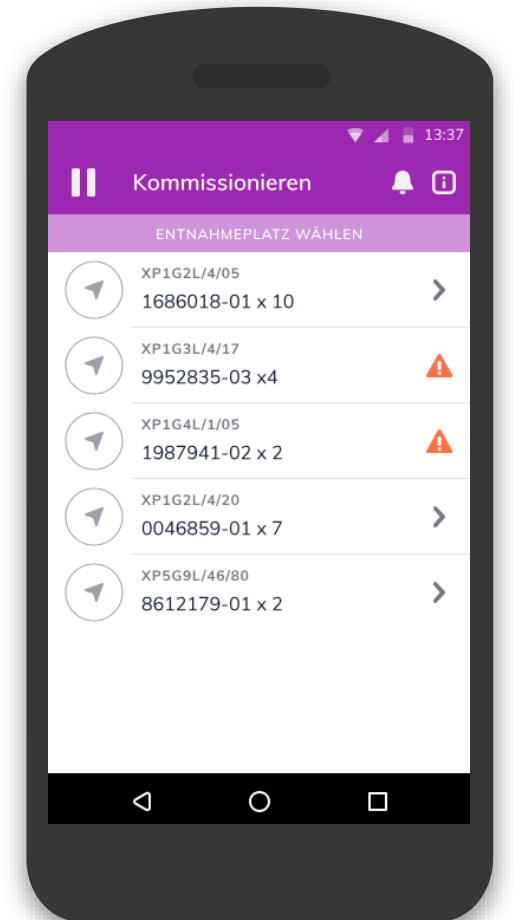 13:37
Kommissionieren
ENTNAHMEPLATZ WÄHLEN
XP1G2L/4/05
1686018-01 x 10
XP1G3L/4/17
9952835-03 x4
XP1G4L/1/05
1987941-02 x 2
XP1G2L/4/20
0046859-01 x 7
XP5G9L/46/80
8612179-01 x 2